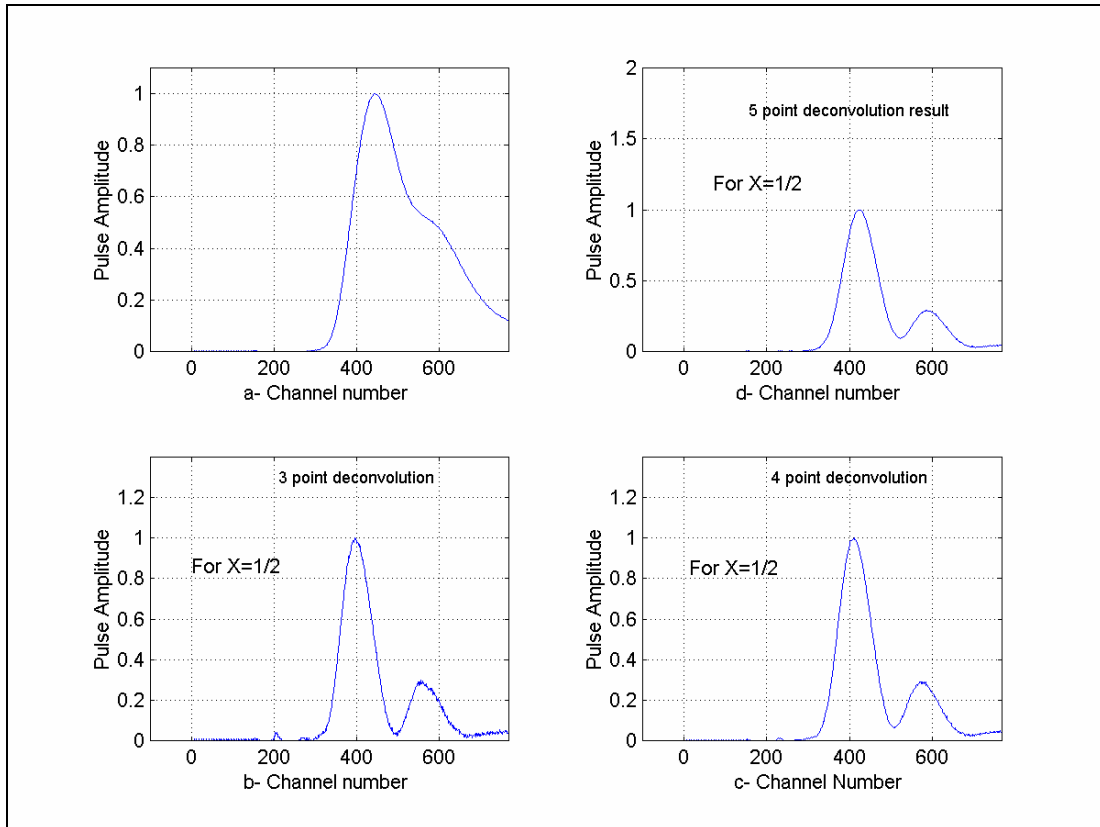 1
0.8
0.6
0.4
0.2
0
0 200 400 600
Pulse Amplitude
a- Channel number
2
1.5
1
0.5
0
0 200 400 600
Pulse Amplitude
5 point deconvolution result
For X=1/2
d- Channel number
1.2
1
0.8
0.6
0.4
0.2
0
0 200 400 600
Pulse Amplitude
3 point deconvolution
For X=1/2
b- Channel number
1.2
1
0.8
0.6
0.4
0.2
0
0 200 400 600
Pulse Amplitude
4 point deconvolution
For X=1/2
c- Channel Number